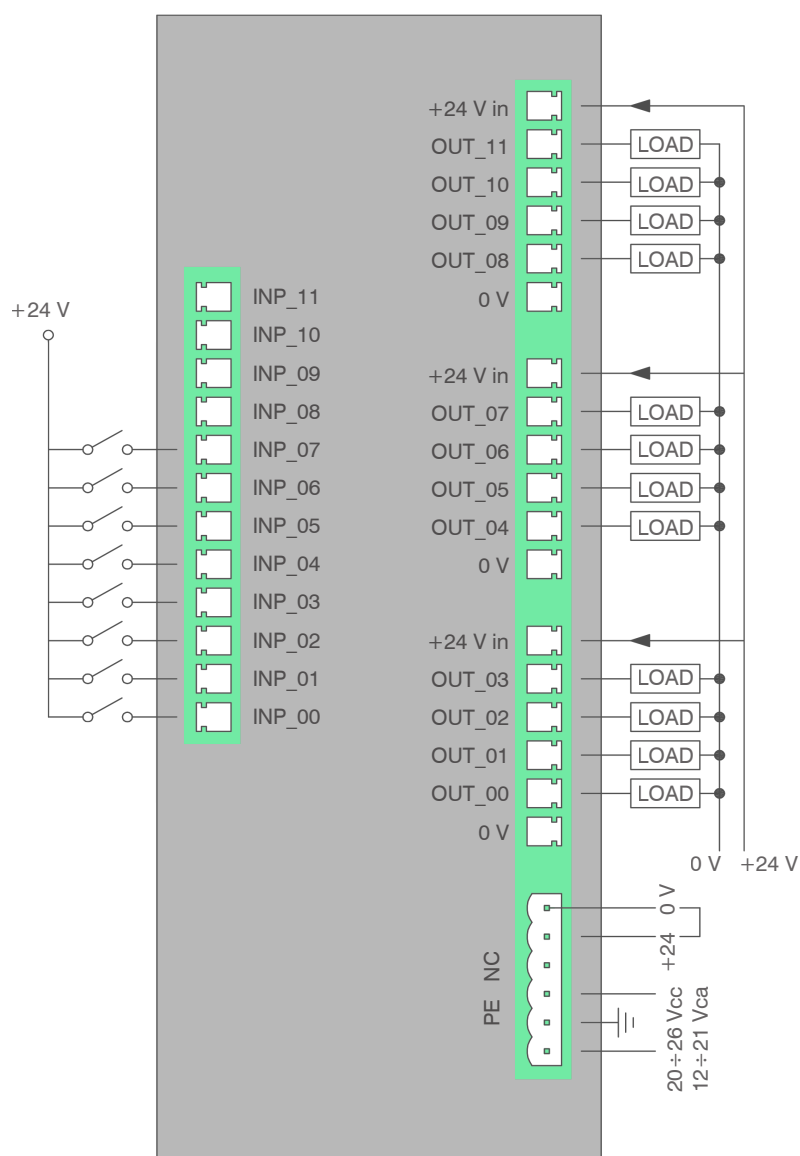 +24 V in
OUT_11 LOAD
OUT_10 LOAD
OUT_09 LOAD
OUT_08 LOAD
INP_11 0 V
+24 V
INP_10
INP_09 +24 V in
INP_08 OUT_07 LOAD
INP_07 OUT_06 LOAD
INP_06 OUT_05 LOAD
INP_05 OUT_04 LOAD
INP_04 0 V
INP_03
INP_02 +24 V in
INP_01 OUT_03 LOAD
INP_00 OUT_02 LOAD
OUT_01 LOAD
OUT_00 LOAD
0 V
0 V +24 V
0 V
+24
NC
PE
20÷26 Vcc
12÷21 Vca